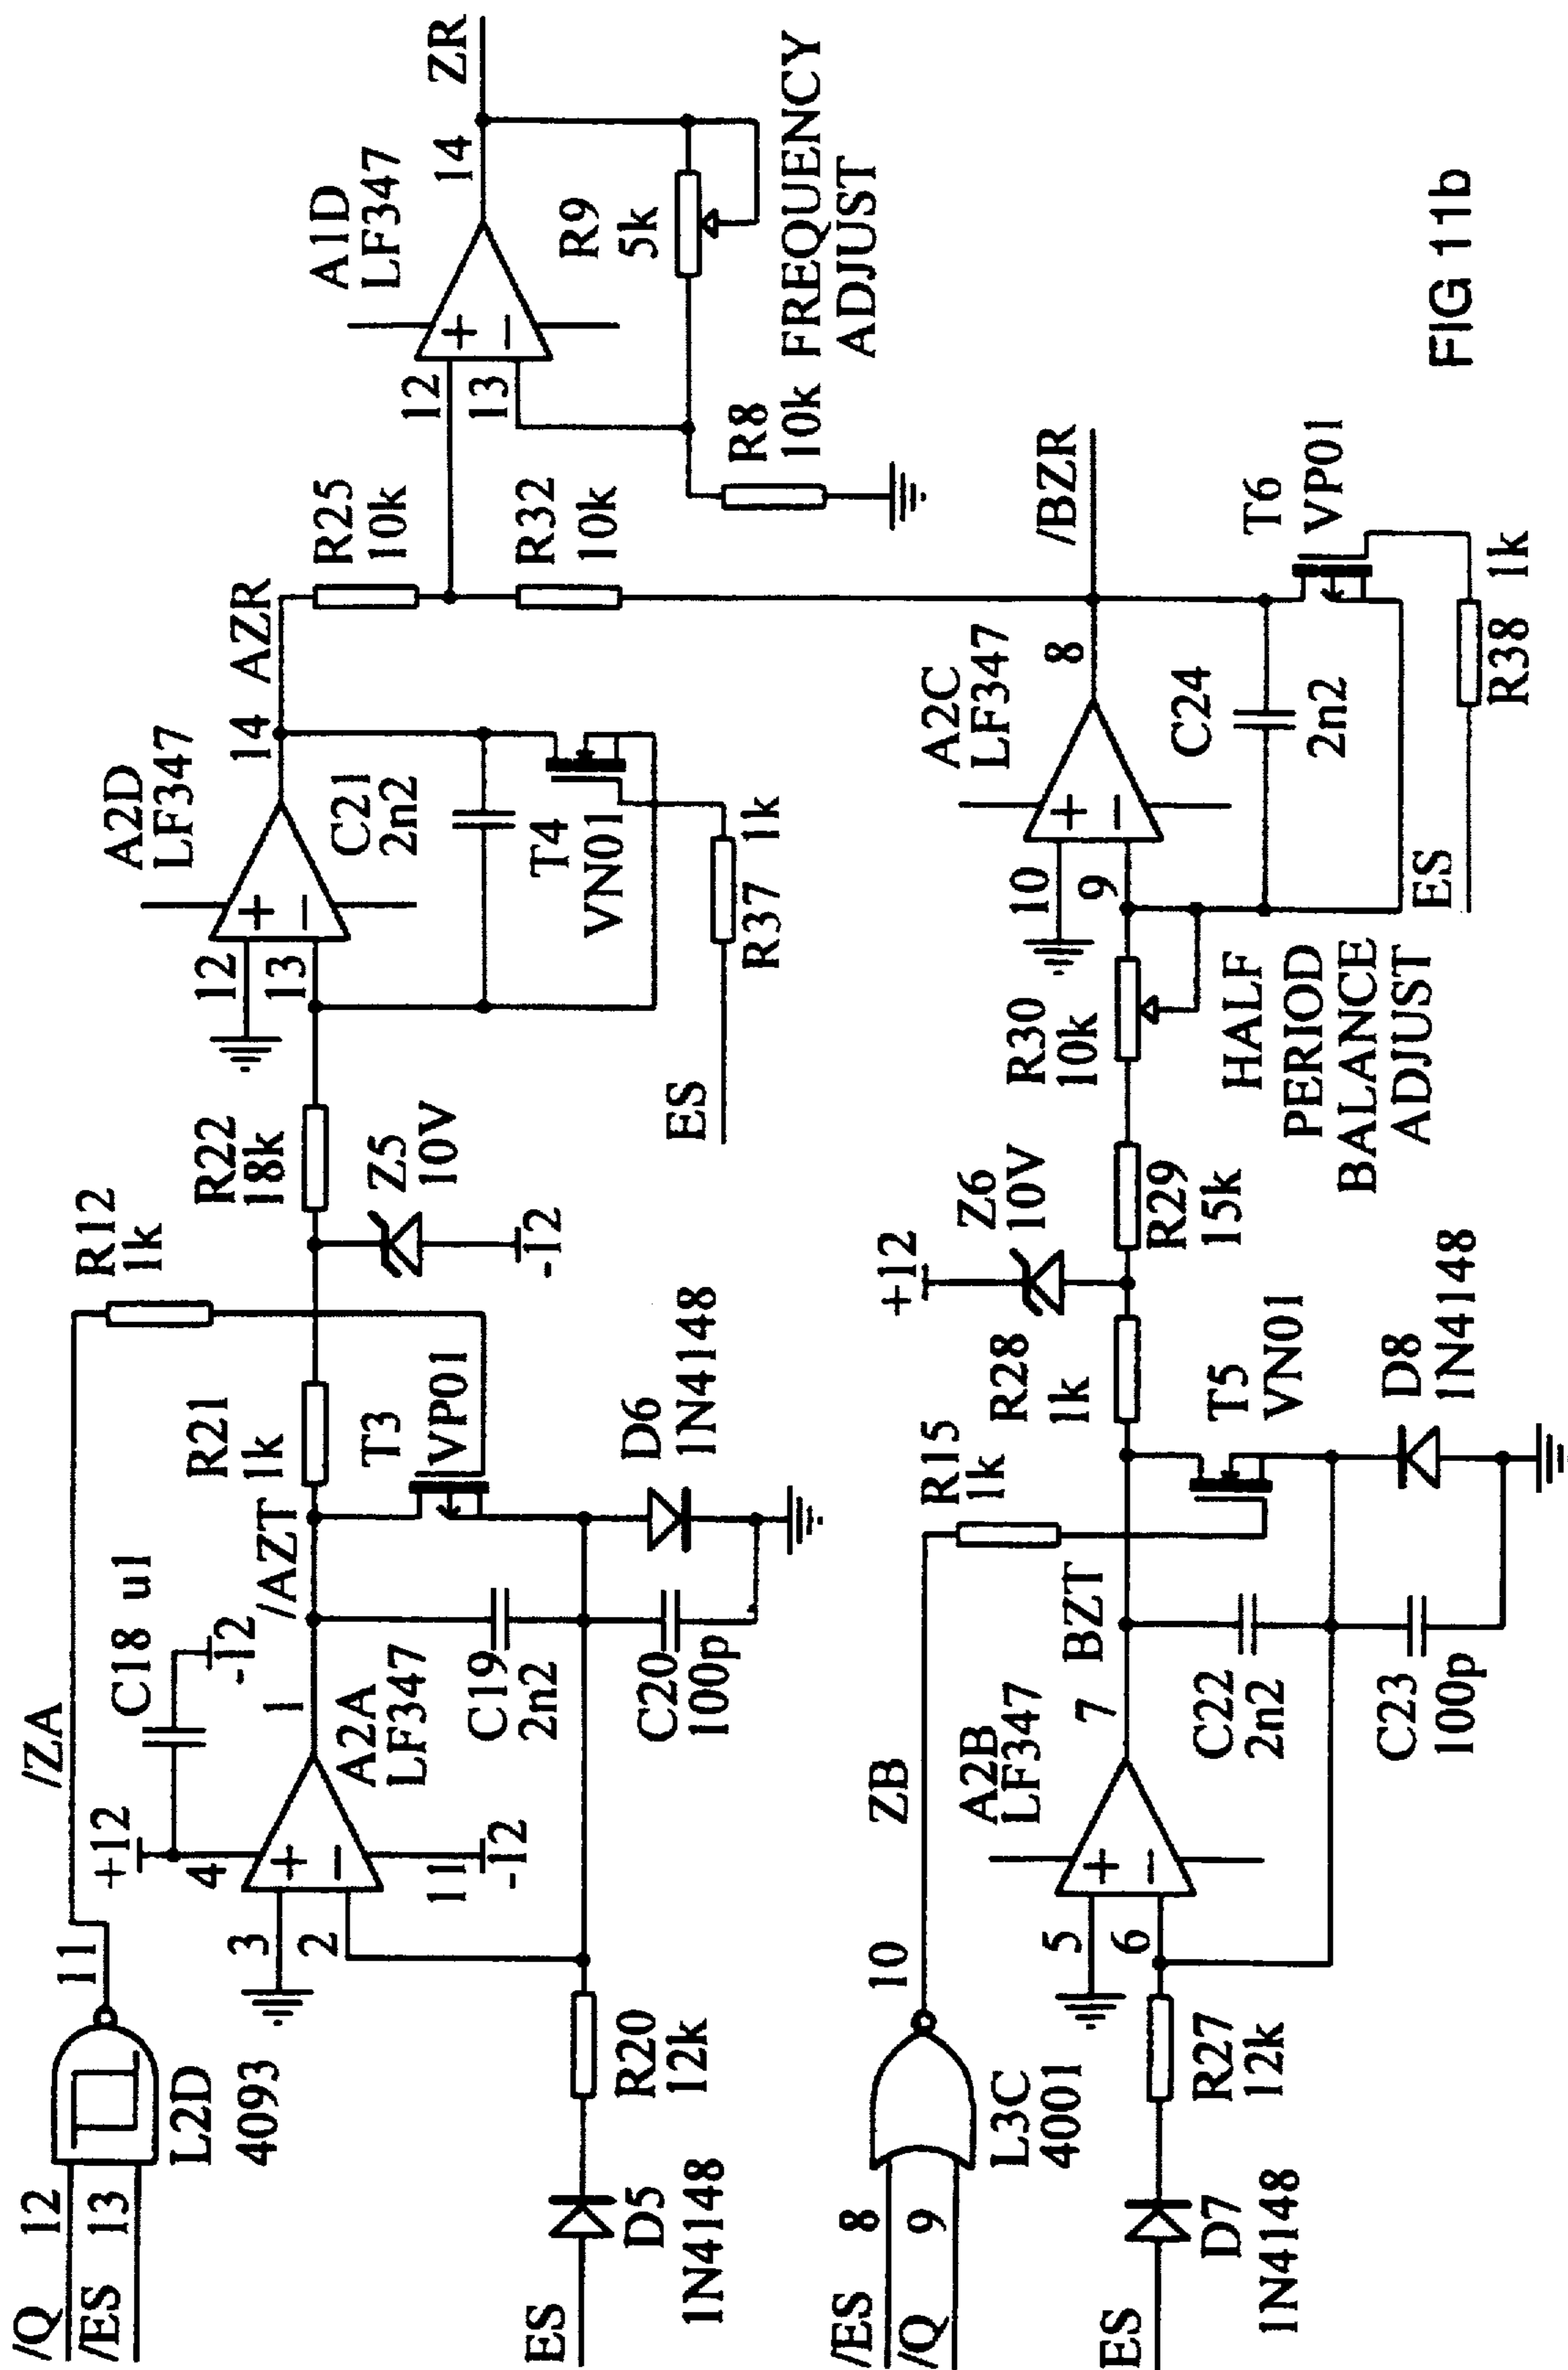 /Q
12
/ES
13
L2D
4093
11
/ZA
R12
1k
+12
C18 u1
-12
4
3
2
11
-12
1
A2A
LF347
/AZT
R21
1k
R22
18k
Z5
10V
-12
T3
VP01
C19
2n2
C20
100p
D6
1N4148
ES
D5
1N4148
R20
12k
A2D
LF347
12
13
14
AZR
C21
2n2
T4
VN01
R37
1k
ES
R25
10k
R32
10k
A1D
LF347
12
13
14
ZR
R9
5k
R8
10k
FREQUENCY
ADJUST
/ES
8
/Q
9
L3C
4001
10
ZB
R15
1k
A2B
LF347
5
6
7
BZT
R28
1k
+12
Z6
10V
R29
15k
R30
10k
HALF
PERIOD
BALANCE
ADJUST
T5
VN01
C22
2n2
C23
100p
D8
1N4148
ES
D7
1N4148
R27
12k
A2C
LF347
10
9
8
/BZR
C24
2n2
T6
VP01
ES
R38
1k
FIG 11b